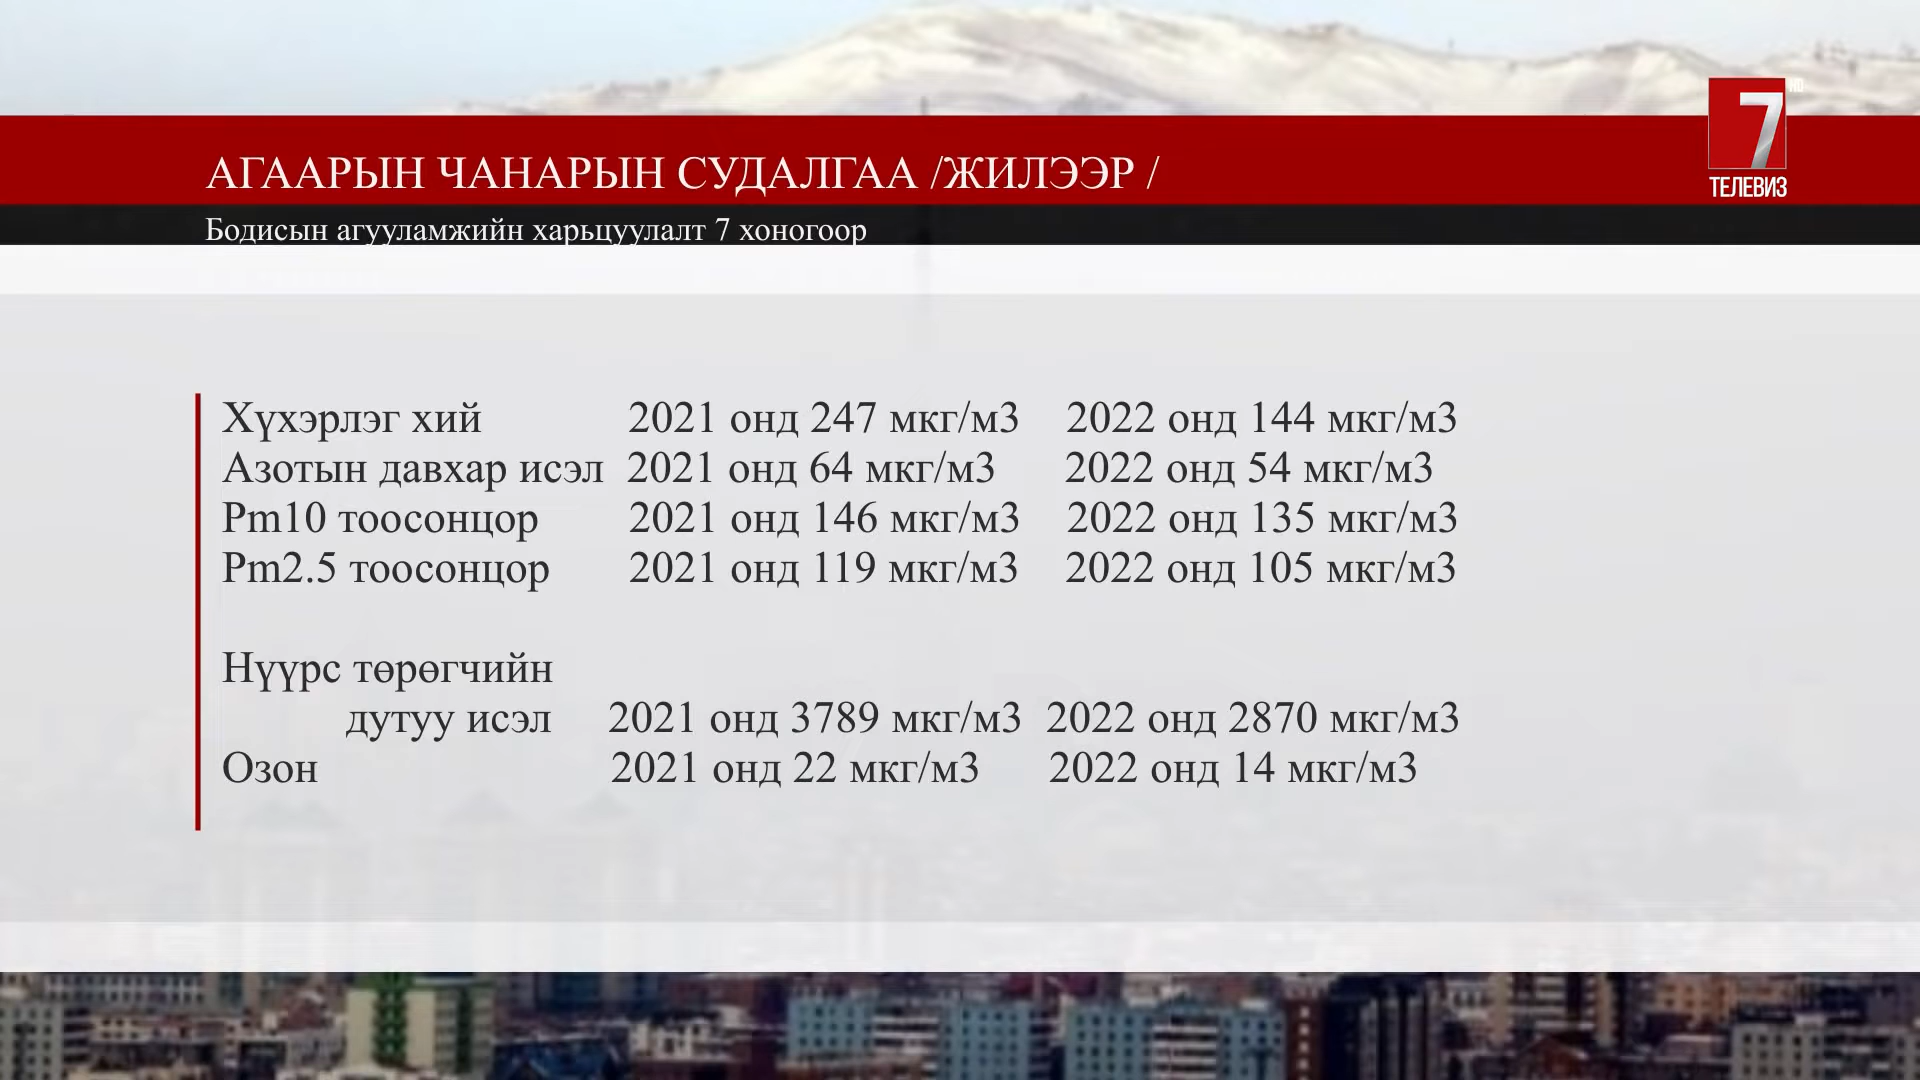 HD
7
ТЕЛЕВИЗ
АГААРЫН ЧАНАРЫН СУДАЛГАА /ЖИЛЭЭР /
Бодисын агууламжийн харьцуулалт 7 хоногоор
Хүхэрлэг хий 2021 онд 247 мкг/м3 2022 онд 144 мкг/м3
Азотын давхар исэл 2021 онд 64 мкг/м3 2022 онд 54 мкг/м3
Pm10 тоосонцор 2021 онд 146 мкг/м3 2022 онд 135 мкг/м3
Pm2.5 тоосонцор 2021 онд 119 мкг/м3 2022 онд 105 мкг/м3
Нүүрс төрөгчийн
дутуу исэл 2021 онд 3789 мкг/м3 2022 онд 2870 мкг/м3
Озон 2021 онд 22 мкг/м3 2022 онд 14 мкг/м3